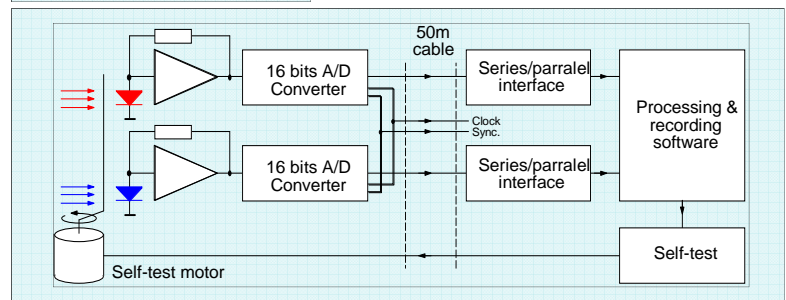 50m
cable
16 bits A/D
Converter
Series/parralel
interface
Processing &
recording
software
Clock
Sync.
16 bits A/D
Converter
Series/parralel
interface
Self-test motor
Self-test